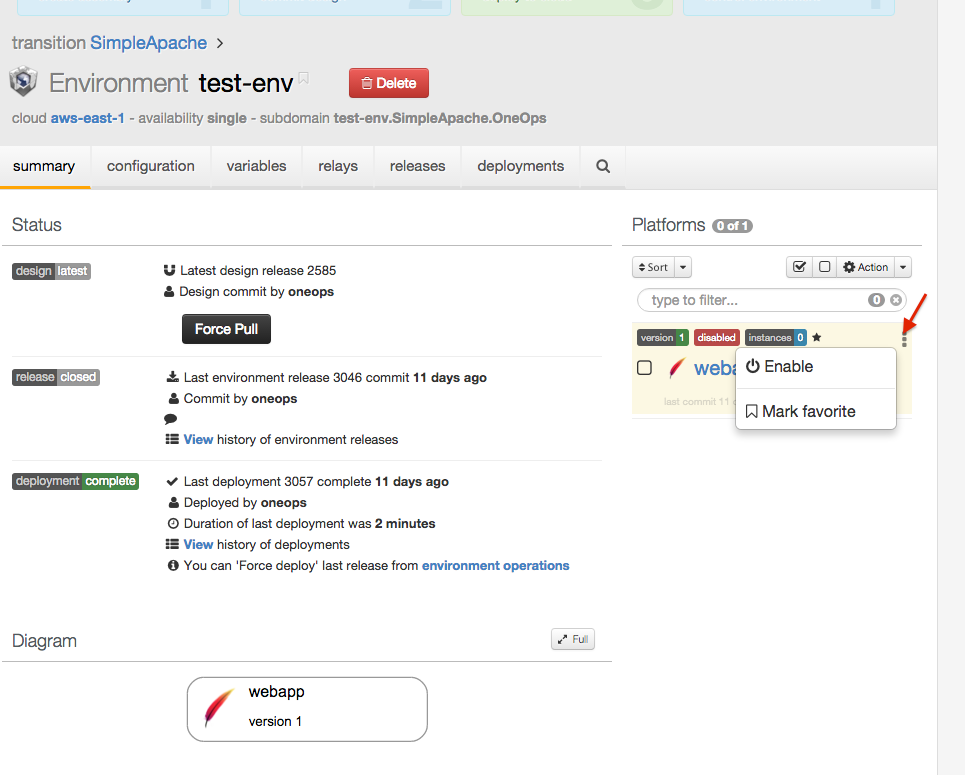 transition SimpleApache >
Environment test-env
Delete
cloud aws-east-1 - availability single - subdomain test-env.SimpleApache.OneOps
summary configuration variables relays releases deployments
Status
design latest
Latest design release 2585
Design commit by oneops
Force Pull
release closed
Last environment release 3046 commit 11 days ago
Commit by oneops
View history of environment releases
deployment complete
Last deployment 3057 complete 11 days ago
Deployed by oneops
Duration of last deployment was 2 minutes
View history of deployments
You can 'Force deploy' last release from environment operations
Platforms 0 of 1
Sort
Action
type to filter... 0
version 1 disabled instances 0
weba
last commit 11
Enable
Mark favorite
Diagram
Full
webapp
version 1